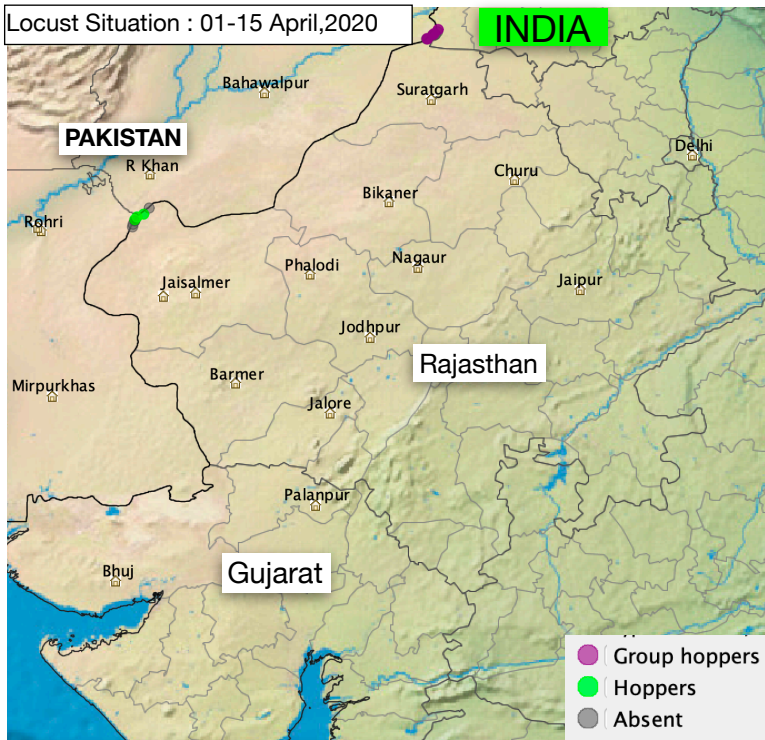 Locust Situation : 01-15 April,2020
INDIA
Bahawalpur
Suratgarh
PAKISTAN
Delhi
R Khan
Churu
Bikaner
Rohri
Nagaur
Phalodi
Jaisalmer
Jaipur
Jodhpur
Rajasthan
Barmer
Mirpurkhas
Jalore
Palanpur
Gujarat
Bhuj
Group hoppers
Hoppers
Absent